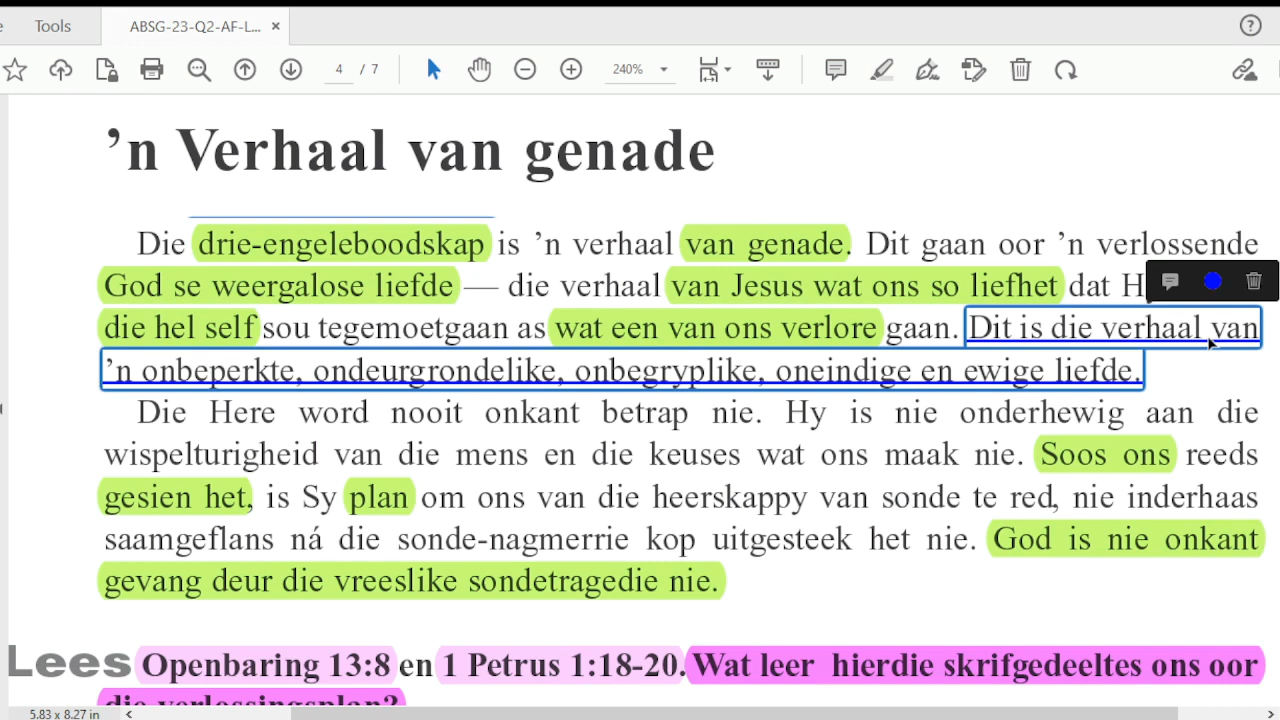 Tools
ABSG-23-Q2-AF-L... ×
4 / 7
240%
’n Verhaal van genade
Die drie-engeleboodskap is ’n verhaal van genade. Dit gaan oor ’n verlossende
God se weergalose liefde — die verhaal van Jesus wat ons so liefhet dat H
die hel self sou tegemoetgaan as wat een van ons verlore gaan. Dit is die verhaal van
’n onbeperkte, ondeurgrondelike, onbegryplike, oneindige en ewige liefde.
Die Here word nooit onkant betrap nie. Hy is nie onderhewig aan die
wispelturigheid van die mens en die keuses wat ons maak nie. Soos ons reeds
gesien het, is Sy plan om ons van die heerskappy van sonde te red, nie inderhaas
saamgeflans ná die sonde-nagmerrie kop uitgesteek het nie. God is nie onkant
gevang deur die vreeslike sondetragedie nie.
Lees Openbaring 13:8 en 1 Petrus 1:18-20. Wat leer hierdie skrifgedeeltes ons oor
die verlossingsplan?
5.83 x 8.27 in